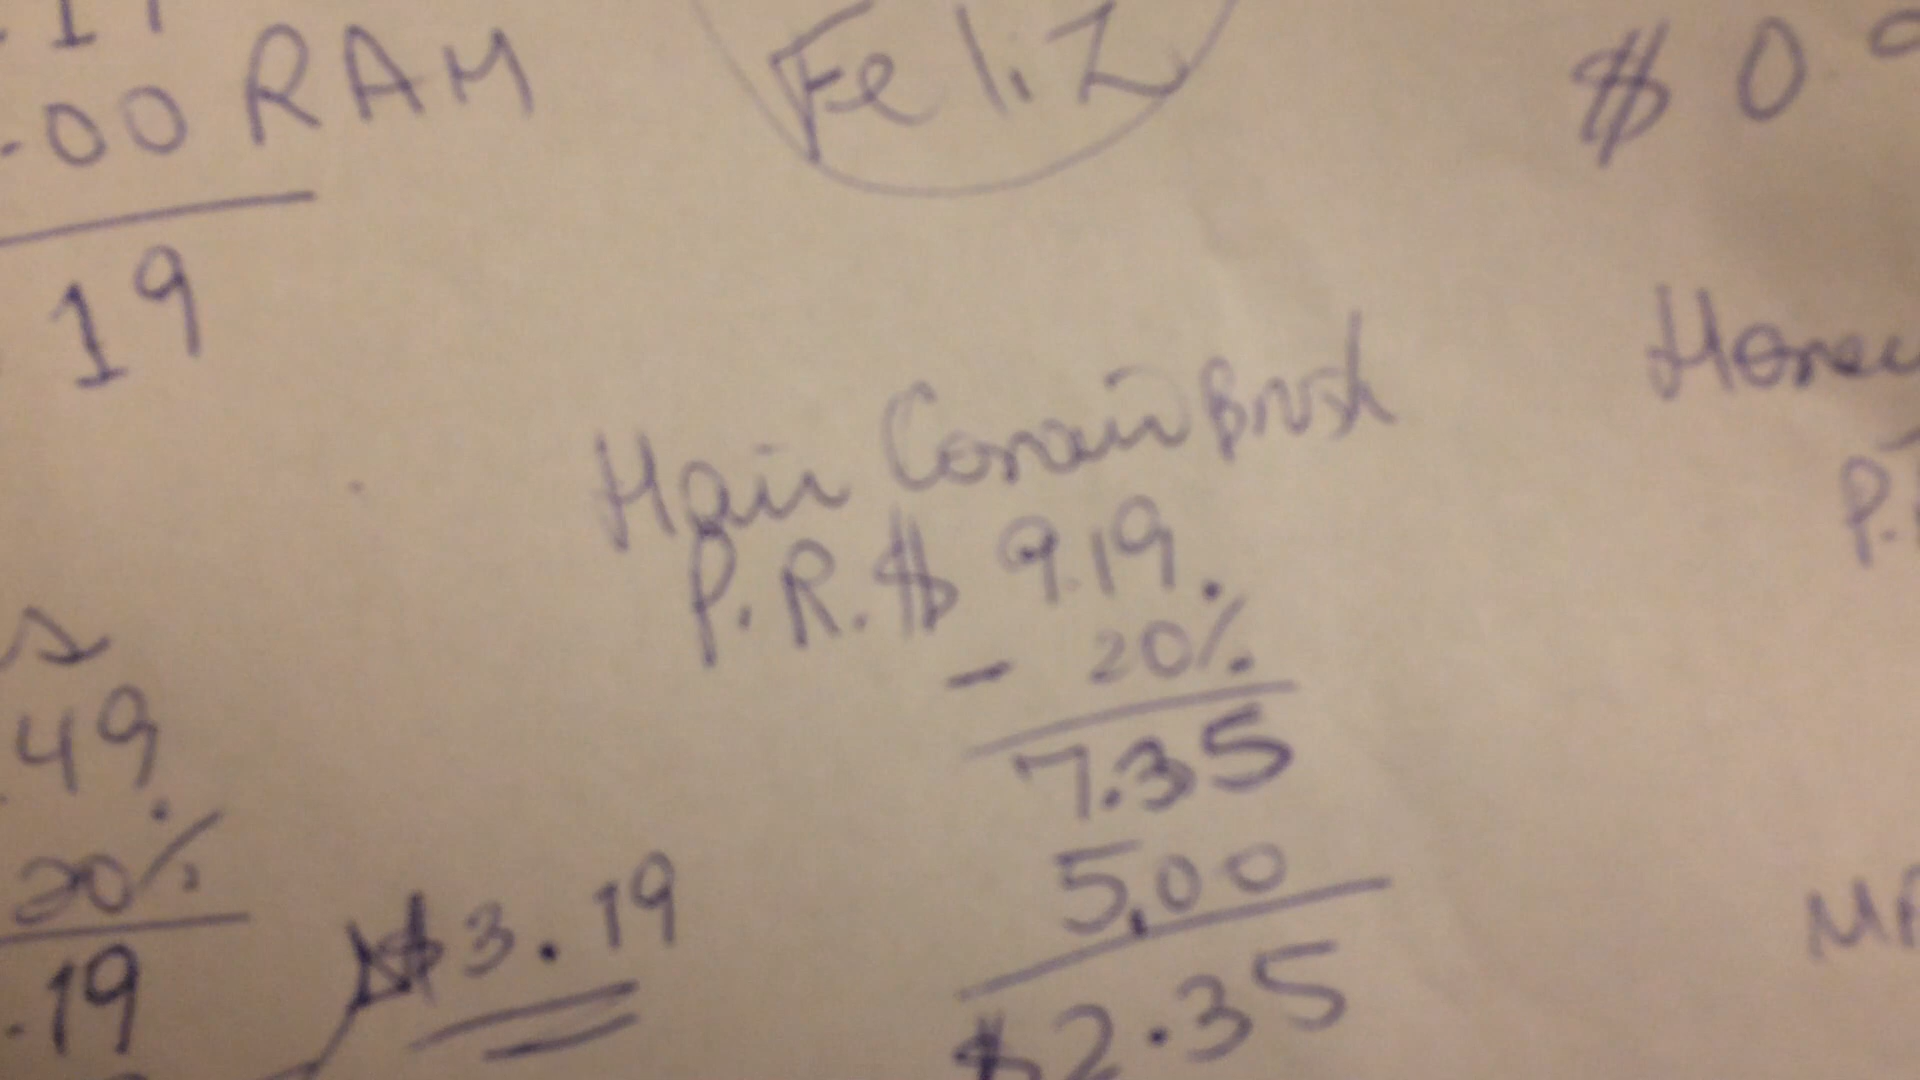 .00 RAM
19
Feliz
$ 0
Hair Conair Brush
P.R. $ 9.19.
- 20%
7.35
5.00
$2.35
49
20%
.19
$3.19